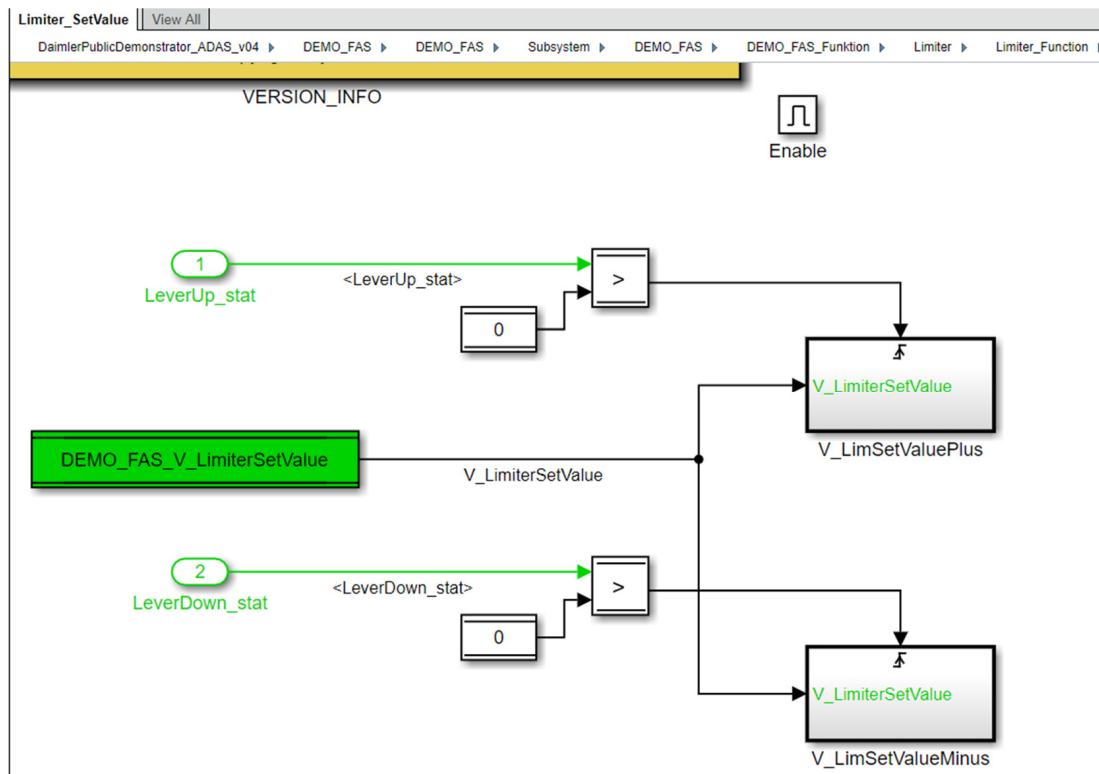 Limiter_SetValue View All
DaimlerPublicDemonstrator_ADAS_v04 DEMO_FAS DEMO_FAS Subsystem DEMO_FAS DEMO_FAS_Funktion Limiter Limiter_Function
VERSION_INFO
Enable
1
LeverUp_stat
<LeverUp_stat>
>
0
V_LimiterSetValue
V_LimSetValuePlus
DEMO_FAS_V_LimiterSetValue
V_LimiterSetValue
2
LeverDown_stat
<LeverDown_stat>
>
0
V_LimiterSetValue
V_LimSetValueMinus